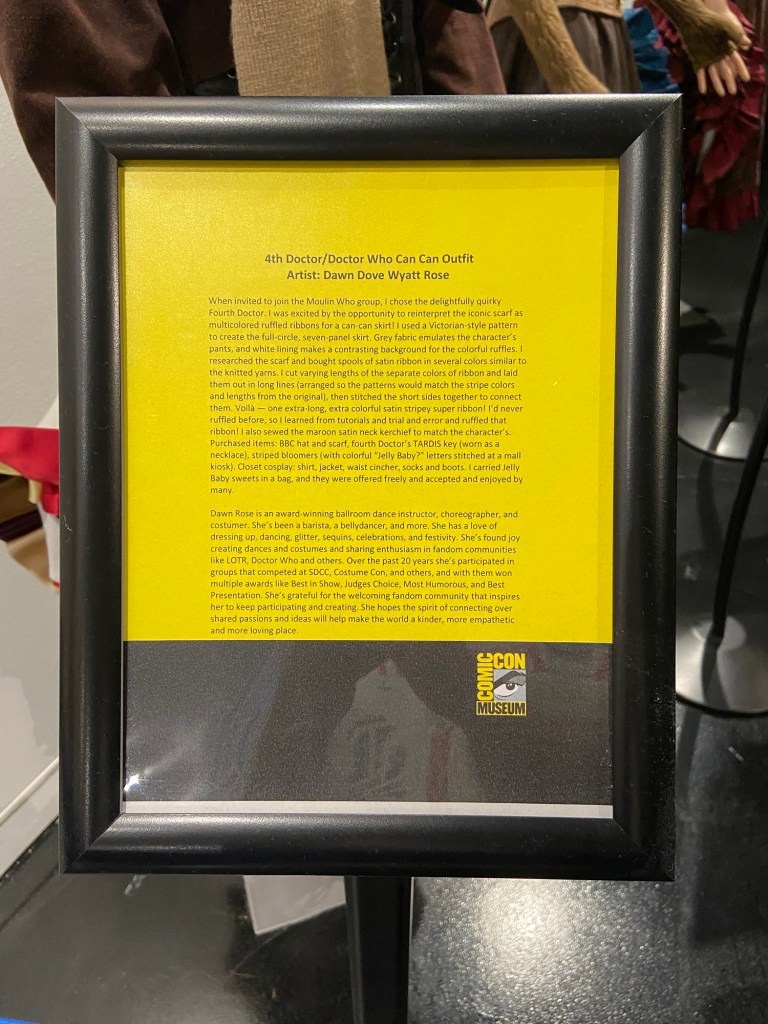 4th Doctor/Doctor Who Can Can Outfit
Artist: Dawn Dove Wyatt Rose
When invited to join the Moulin Who group, I chose the delightfully quirky
Fourth Doctor. I was excited by the opportunity to reinterpret the iconic scarf as
multicolored ruffled ribbons for a can-can skirt! I used a Victorian-style pattern
to create the full-circle, seven-panel skirt. Grey fabric emulates the character's
pants, and white lining makes a contrasting background for the colorful ruffles. I
researched the scarf and bought spools of satin ribbon in several colors similar to
the knitted yarns. I cut varying lengths of the separate colors of ribbon and laid
them out in long lines (arranged so the patterns would match the stripe colors
and lengths from the original), then stitched the short sides together to connect
them. Voilà — one extra-long, extra colorful satin stripey super ribbon! I'd never
ruffled before, so I learned from tutorials and trial and error and ruffled that
ribbon! I also sewed the maroon satin neck kerchief to match the character's.
Purchased items: BBC hat and scarf, fourth Doctor's TARDIS key (worn as a
necklace), striped bloomers (with colorful "Jelly Baby?" letters stitched at a mall
kiosk). Closet cosplay: shirt, jacket, waist cincher, socks and boots. I carried Jelly
Baby sweets in a bag, and they were offered freely and accepted and enjoyed by
many.
Dawn Rose is an award-winning ballroom dance instructor, choreographer, and
costumer. She's been a barista, a bellydancer, and more. She has a love of
dressing up, dancing, glitter, sequins, celebrations, and festivity. She's found joy
creating dances and costumes and sharing enthusiasm in fandom communities
like LOTR, Doctor Who and others. Over the past 20 years she's participated in
groups that competed at SDCC, Costume Con, and others, and with them won
multiple awards like Best in Show, Judges Choice, Most Humorous, and Best
Presentation. She's grateful for the welcoming fandom community that inspires
her to keep participating and creating. She hopes the spirit of connecting over
shared passions and ideas will help make the world a kinder, more empathetic
and more loving place.
COMIC CON
MUSEUM